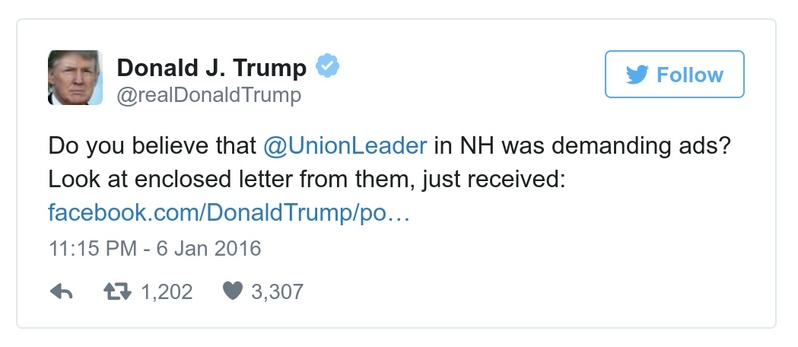 Donald J. Trump
@realDonaldTrump
Follow
Do you believe that @UnionLeader in NH was demanding ads?
Look at enclosed letter from them, just received:
facebook.com/DonaldTrump/po…
11:15 PM - 6 Jan 2016
1,202 3,307